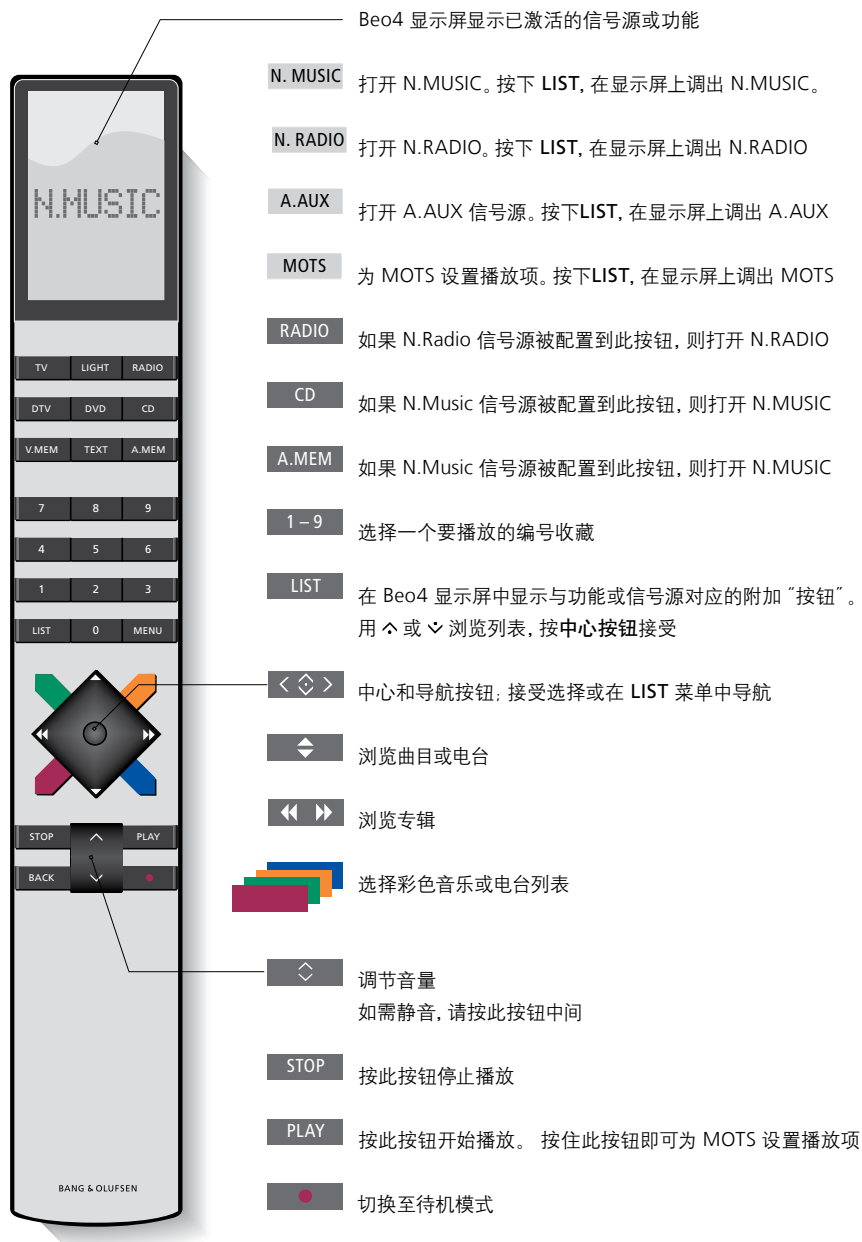 Beo4 显示屏显示已激活的信号源或功能
N. MUSIC 打开 N.MUSIC。按下 LIST, 在显示屏上调出 N.MUSIC。
N. RADIO 打开 N.RADIO。按下 LIST, 在显示屏上调出 N.RADIO
A.AUX 打开 A.AUX 信号源。按下LIST, 在显示屏上调出 A.AUX
MOTS 为 MOTS 设置播放项。按下LIST, 在显示屏上调出 MOTS
RADIO 如果 N.Radio 信号源被配置到此按钮, 则打开 N.RADIO
CD 如果 N.Music 信号源被配置到此按钮, 则打开 N.MUSIC
A.MEM 如果 N.Music 信号源被配置到此按钮, 则打开 N.MUSIC
1 – 9 选择一个要播放的编号收藏
LIST 在 Beo4 显示屏中显示与功能或信号源对应的附加 "按钮" 。
用 或 浏览列表, 按中心按钮接受
中心和导航按钮; 接受选择或在 LIST 菜单中导航
浏览曲目或电台
浏览专辑
选择彩色音乐或电台列表
调节音量
如需静音, 请按此按钮中间
STOP 按此按钮停止播放
PLAY 按此按钮开始播放。 按住此按钮即可为 MOTS 设置播放项
切换至待机模式
N.MUSIC
TV LIGHT RADIO
DTV DVD CD
V.MEM TEXT A.MEM
7 8 9
4 5 6
1 2 3
LIST 0 MENU
STOP PLAY
BACK
BANG & OLUFSEN